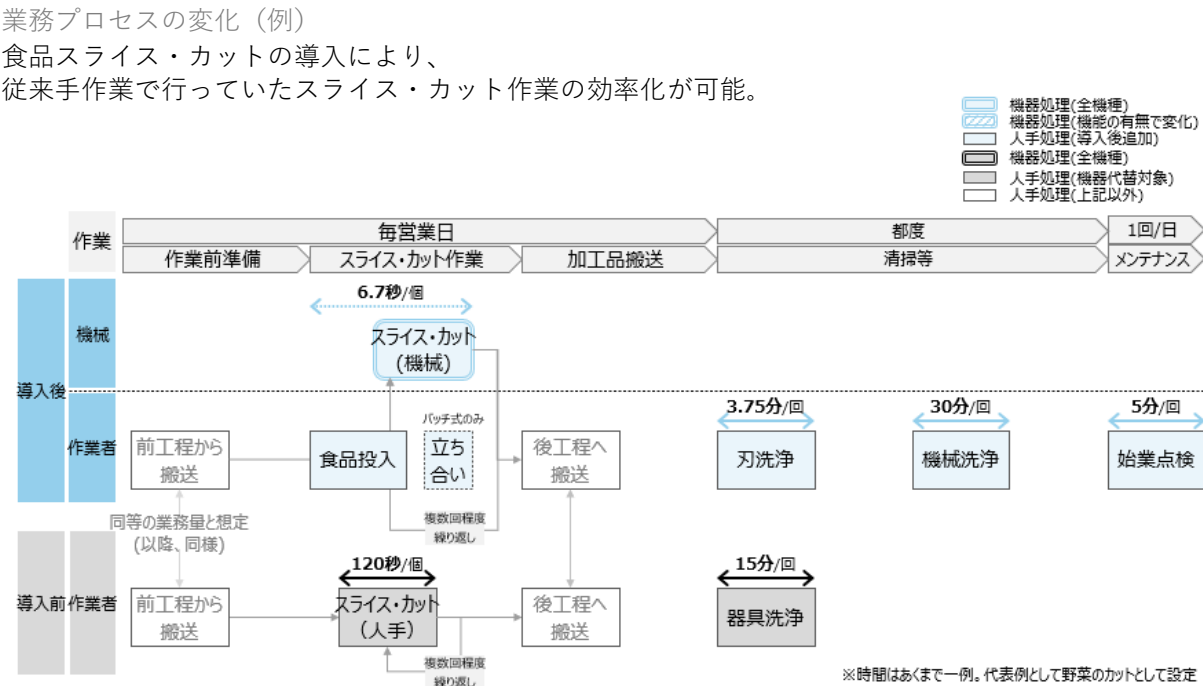 業務プロセスの変化（例）
食品スライス・カットの導入により、
従来手作業で行っていたスライス・カット作業の効率化が可能。
機器処理(全機種)
機器処理(機能の有無で変化)
人手処理(導入後追加)
機器処理(全機種)
人手処理(機器代替対象)
人手処理(上記以外)
作業
毎営業日
都度
1回/日
作業前準備
スライス・カット作業
加工品搬送
清掃等
メンテナンス
導入後
機械
6.7秒/個
スライス・カット
(機械)
作業者
前工程から
搬送
食品投入
バッチ式のみ
立ち
合い
後工程へ
搬送
3.75分/回
刃洗浄
30分/回
機械洗浄
5分/回
始業点検
複数回程度
繰り返し
同等の業務量と想定
(以降、同様)
導入前
作業者
前工程から
搬送
120秒/個
スライス・カット
（人手）
後工程へ
搬送
15分/回
器具洗浄
複数回程度
繰り返し
※時間はあくまで一例。代表例として野菜のカットとして設定